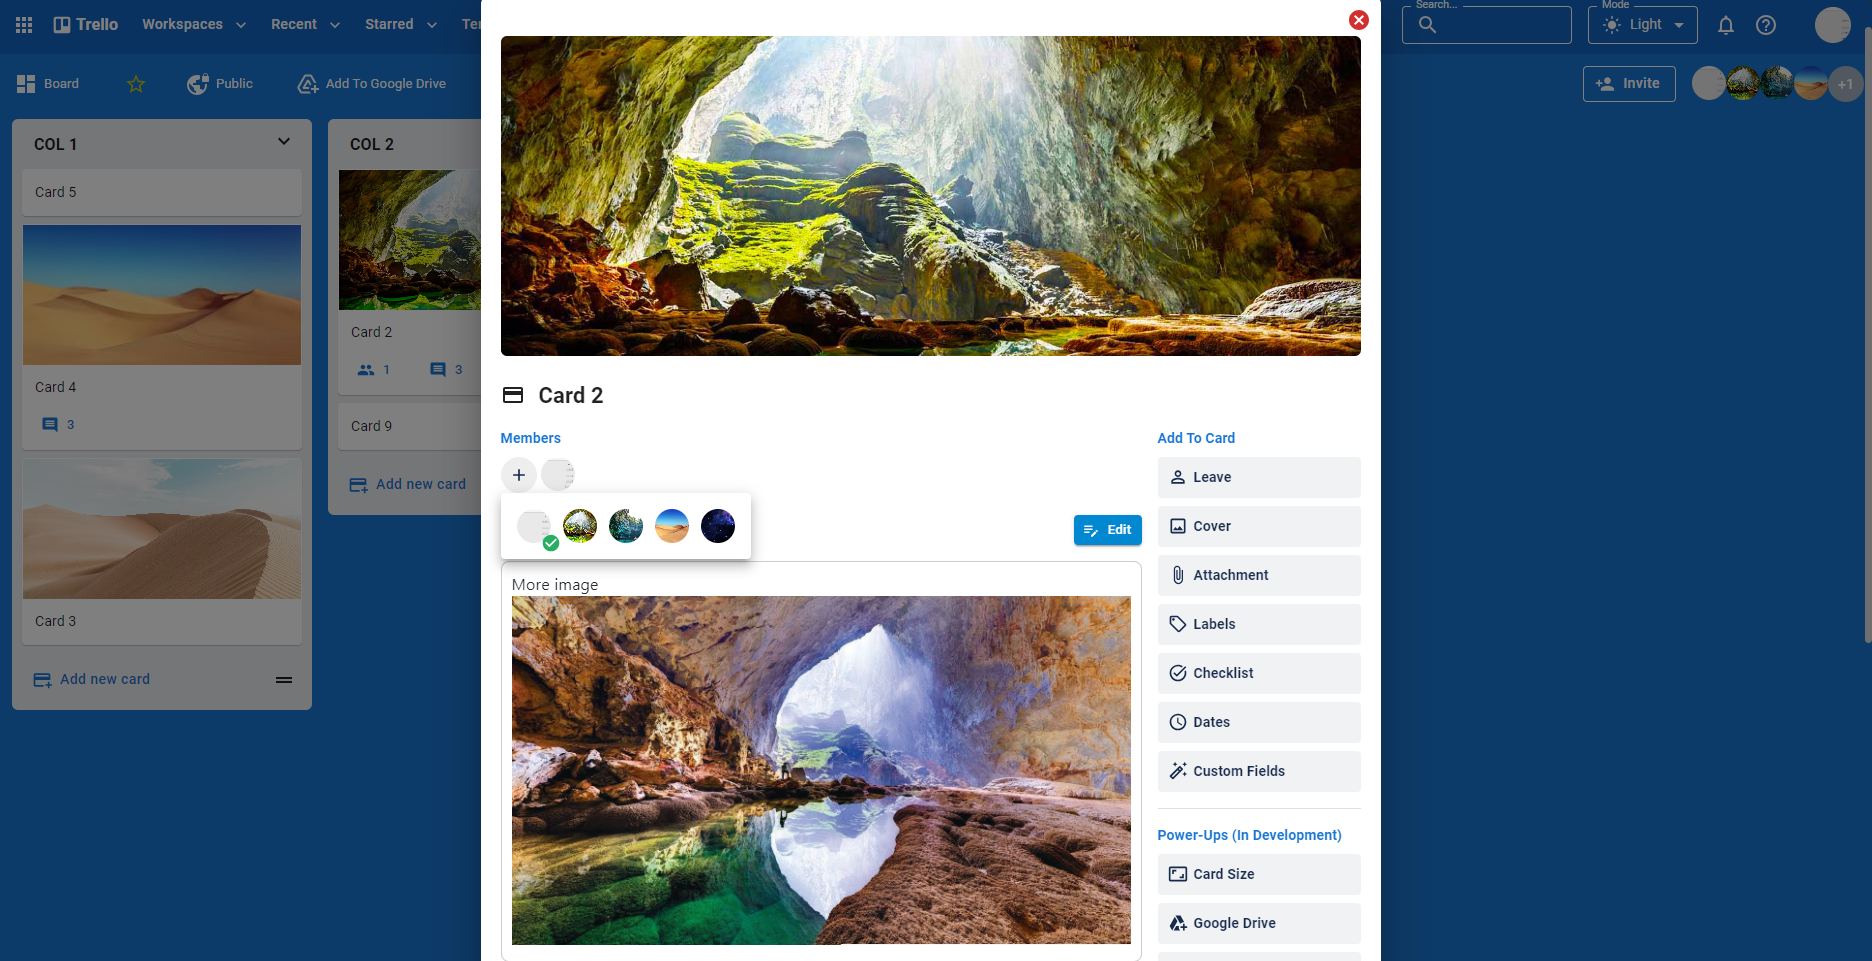 Trello
Workspaces
Recent
Starred
Search...
Mode
Light
Board
Public
Add To Google Drive
Invite
+1
COL 1
Card 5
Card 4
3
Card 3
Add new card
COL 2
Card 2
1
3
Card 9
Add new card
Card 2
Members
Edit
More image
Add To Card
Leave
Cover
Attachment
Labels
Checklist
Dates
Custom Fields
Power-Ups (In Development)
Card Size
Google Drive